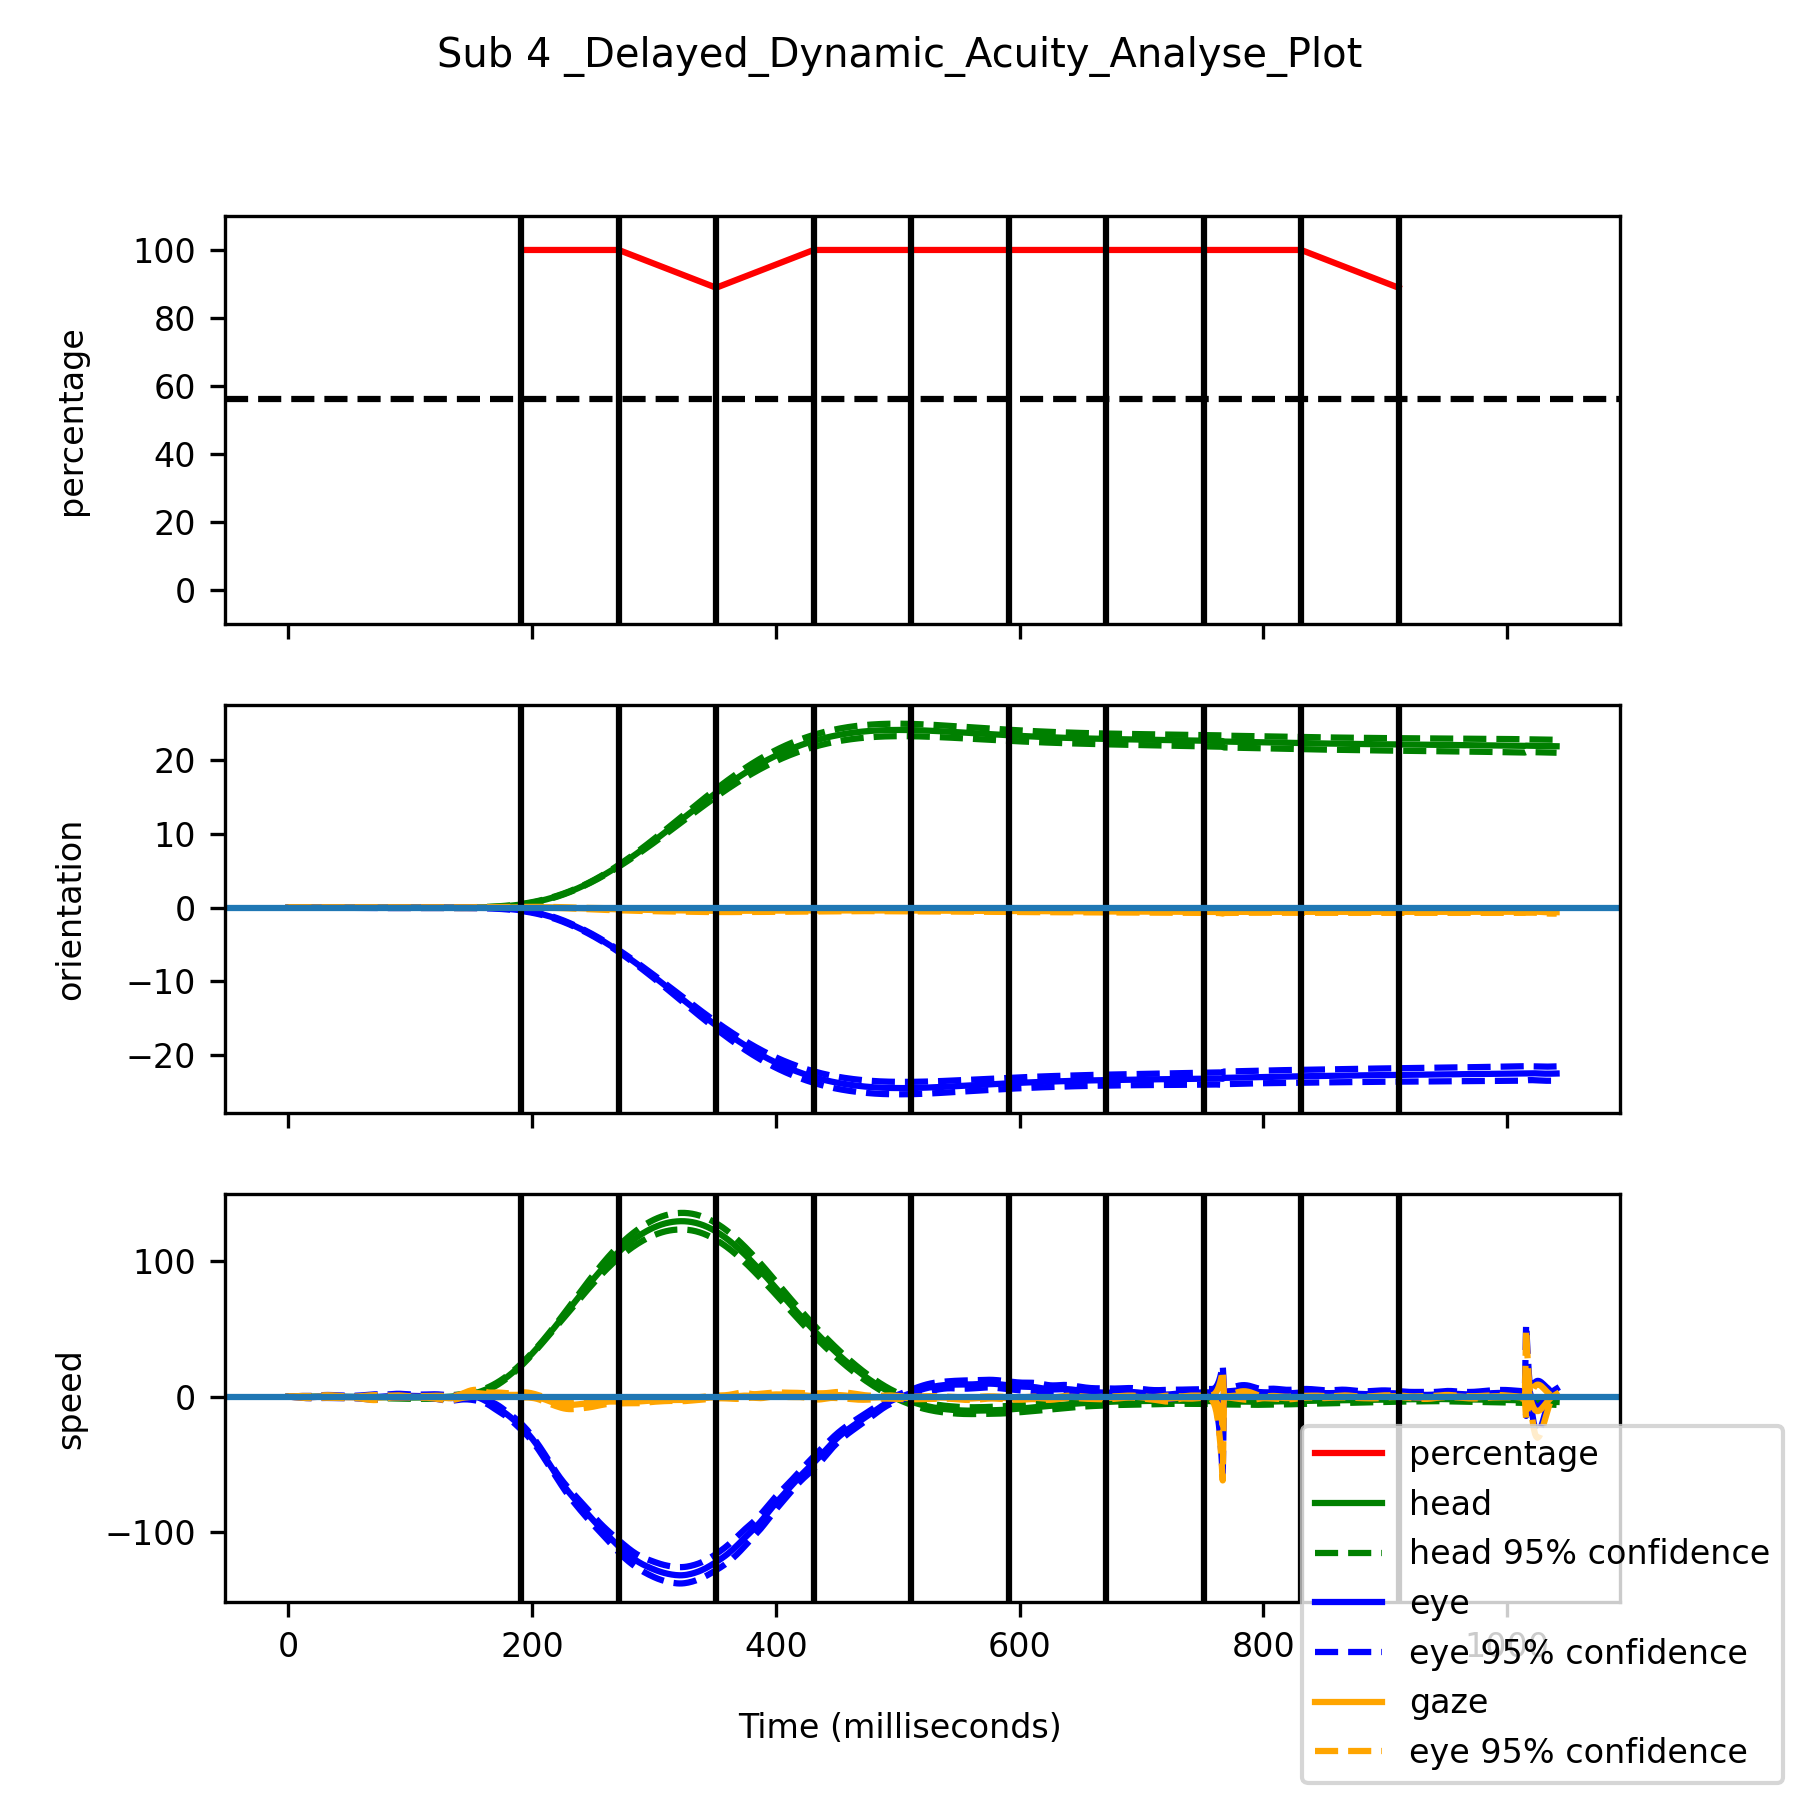 Sub 4 _Delayed_Dynamic_Acuity_Analyse_Plot
100
80
60
40
20
0
percentage
20
10
0
−10
−20
orientation
100
0
−100
speed
0 200 400 600 800 1000
Time (milliseconds)
percentage
head
head 95% confidence
eye
eye 95% confidence
gaze
eye 95% confidence